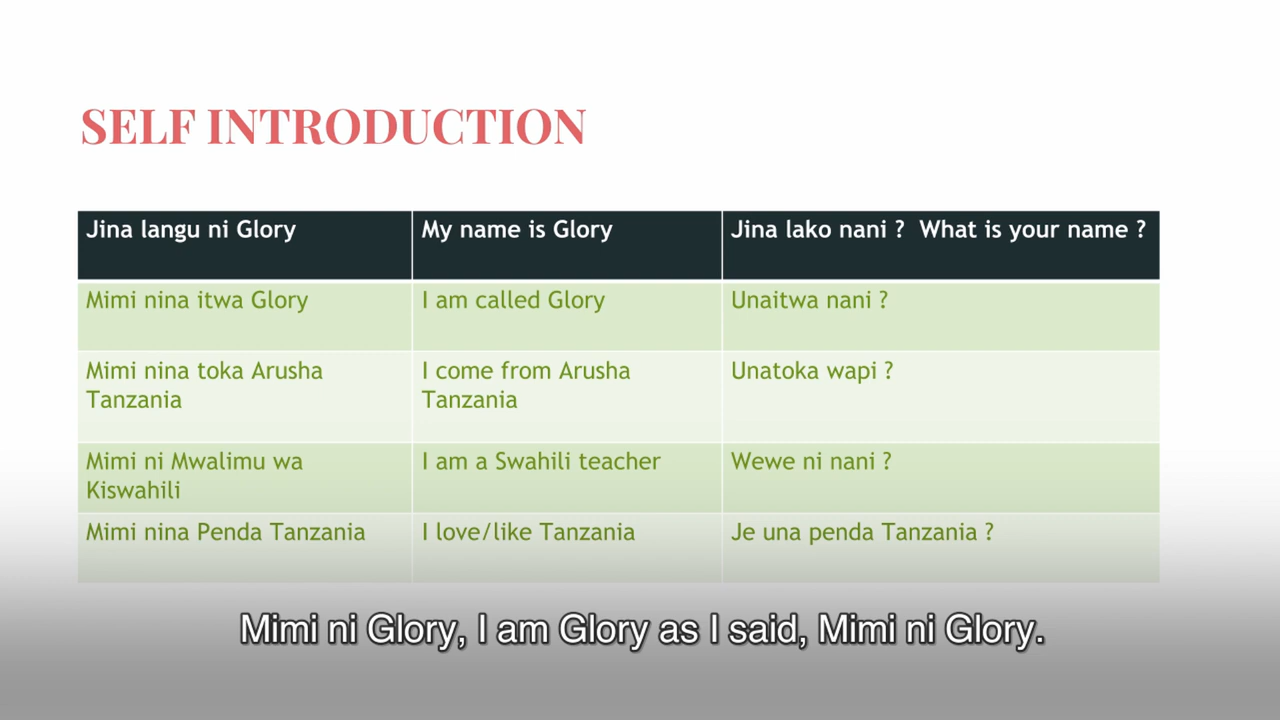 SELF INTRODUCTION
Jina langu ni Glory
My name is Glory
Jina lako nani ? What is your name ?
Mimi nina itwa Glory
I am called Glory
Unaitwa nani ?
Mimi nina toka Arusha
Tanzania
I come from Arusha
Tanzania
Unatoka wapi ?
Mimi ni Mwalimu wa
Kiswahili
I am a Swahili teacher
Wewe ni nani ?
Mimi nina Penda Tanzania
I love/like Tanzania
Je una penda Tanzania ?
Mimi ni Glory, I am Glory as I said, Mimi ni Glory.